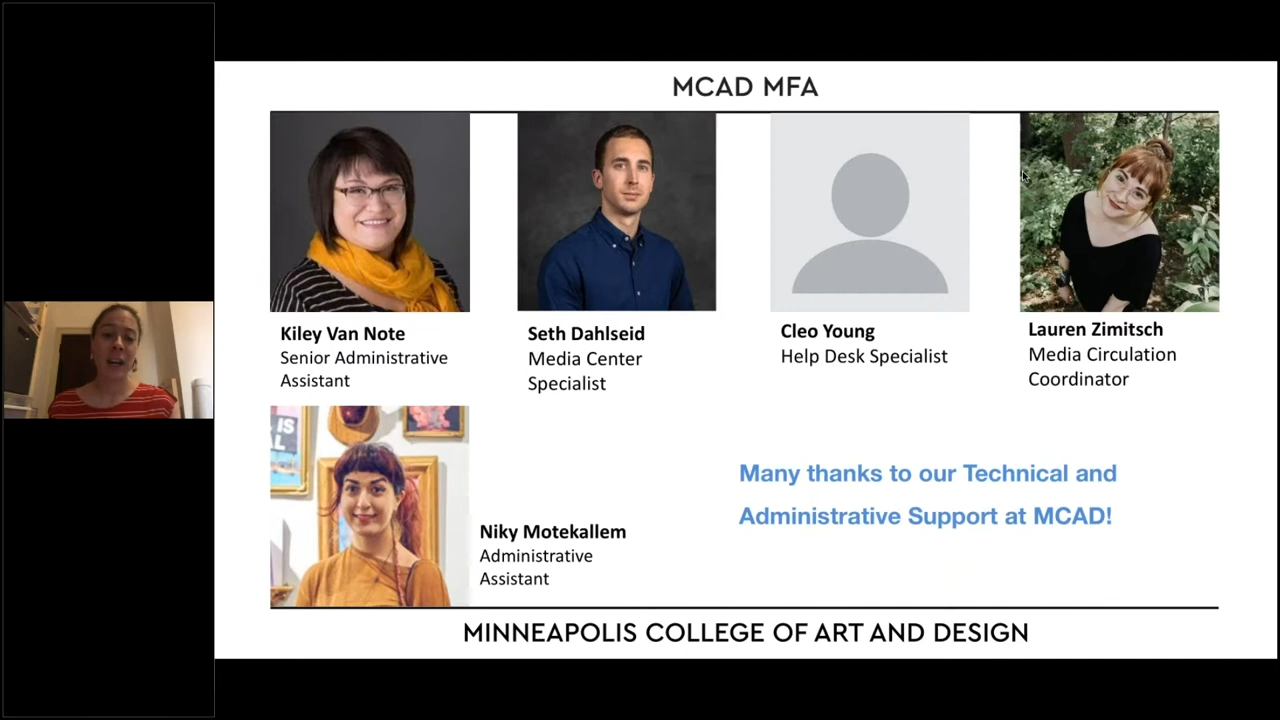 MCAD MFA
Kiley Van Note
Senior Administrative
Assistant
Seth Dahlseid
Media Center
Specialist
Cleo Young
Help Desk Specialist
Lauren Zimitsch
Media Circulation
Coordinator
IS
Niky Motekallem
Administrative
Assistant
Many thanks to our Technical and
Administrative Support at MCAD!
MINNEAPOLIS COLLEGE OF ART AND DESIGN